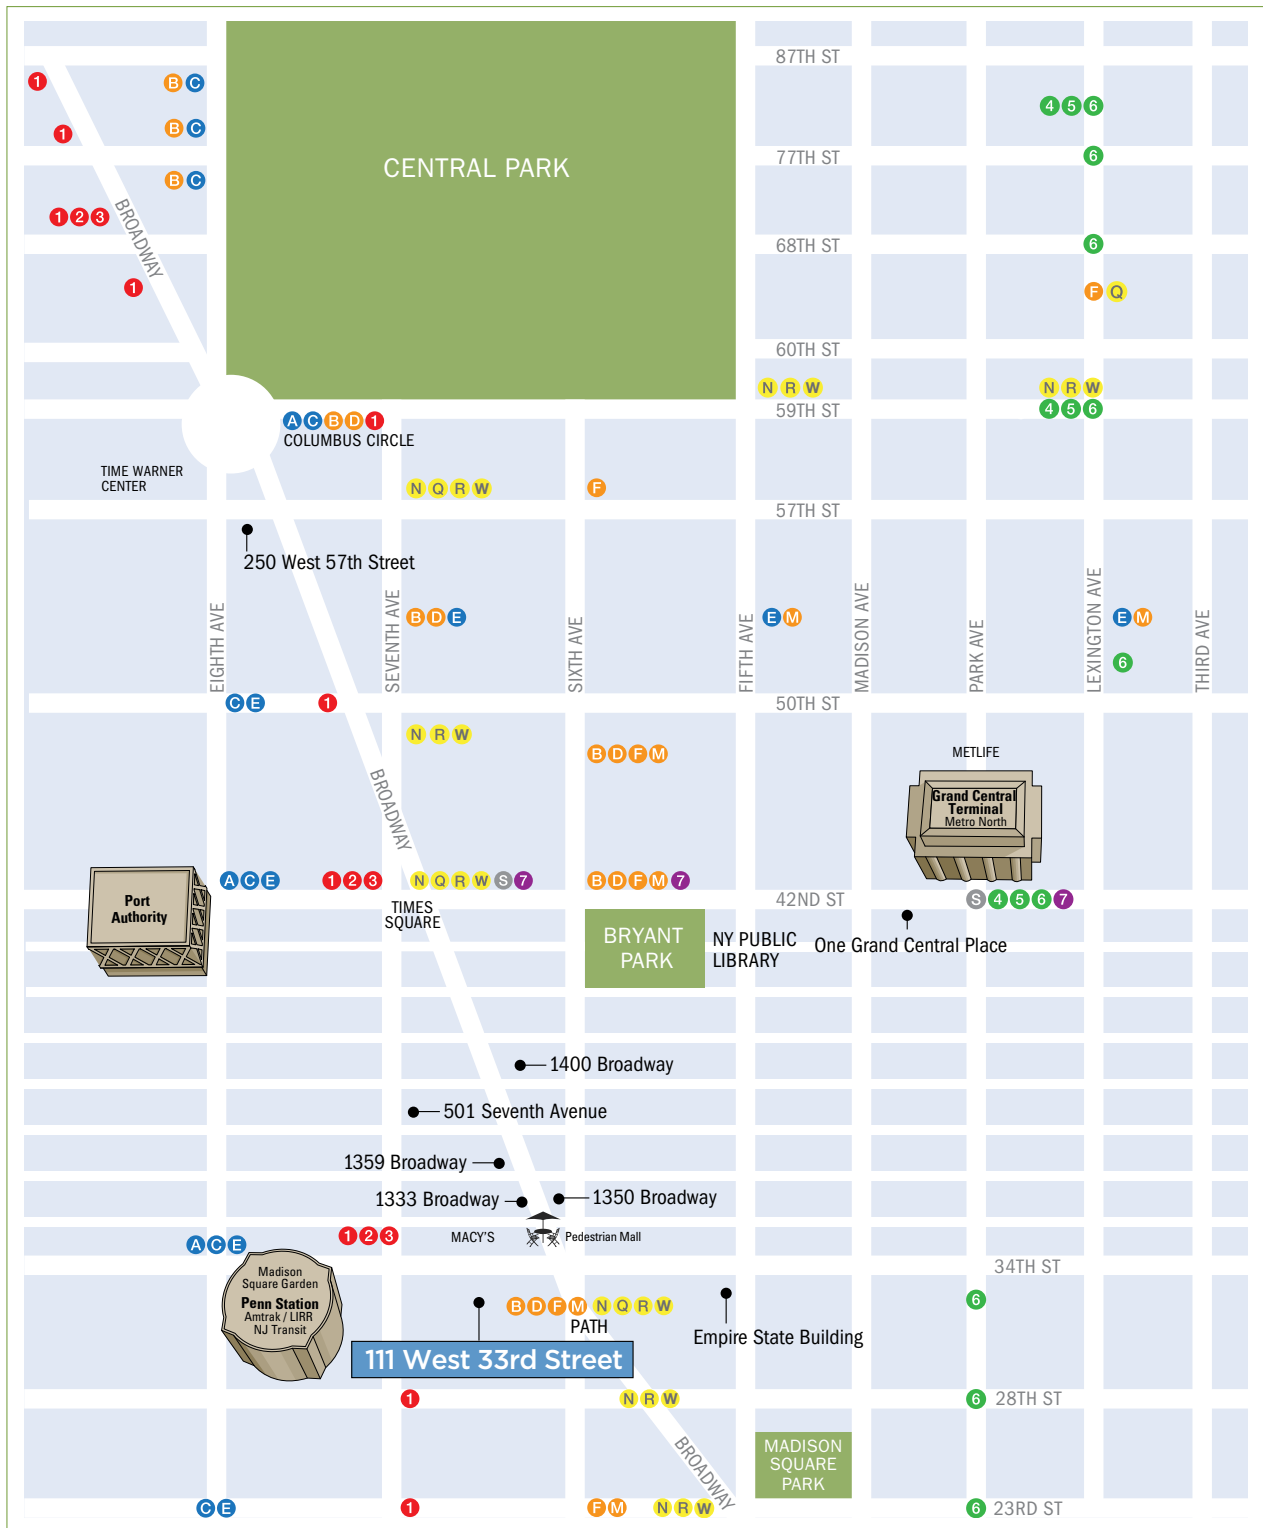 87TH ST
1
B C
4 5 6
B C
1
77TH ST
6
CENTRAL PARK
B C
BROADWAY
1 2 3
68TH ST
6
1
F Q
60TH ST
N R W
N R W
59TH ST
4 5 6
A C B D 1
COLUMBUS CIRCLE
TIME WARNER
CENTER
N Q R W
F
57TH ST
250 West 57th Street
EIGHTH AVE
SEVENTH AVE
SIXTH AVE
FIFTH AVE
MADISON AVE
PARK AVE
LEXINGTON AVE
THIRD AVE
B D E
E M
E M
6
C E
1
50TH ST
N R W
B D F M
METLIFE
BROADWAY
Grand Central
Terminal
Metro North
A C E
1 2 3
N Q R W S 7
B D F M 7
Port
Authority
42ND ST
S 4 5 6 7
TIMES
SQUARE
BRYANT
PARK
NY PUBLIC
LIBRARY
One Grand Central Place
1400 Broadway
501 Seventh Avenue
1359 Broadway
1333 Broadway
1350 Broadway
1 2 3
MACY'S
Pedestrian Mall
A C E
34TH ST
Madison
Square Garden
Penn Station
Amtrak / LIRR
NJ Transit
B D F M N Q R W
PATH
6
Empire State Building
111 West 33rd Street
1
N R W
6
28TH ST
BROADWAY
MADISON
SQUARE
PARK
C E
1
F M
N R W
6
23RD ST